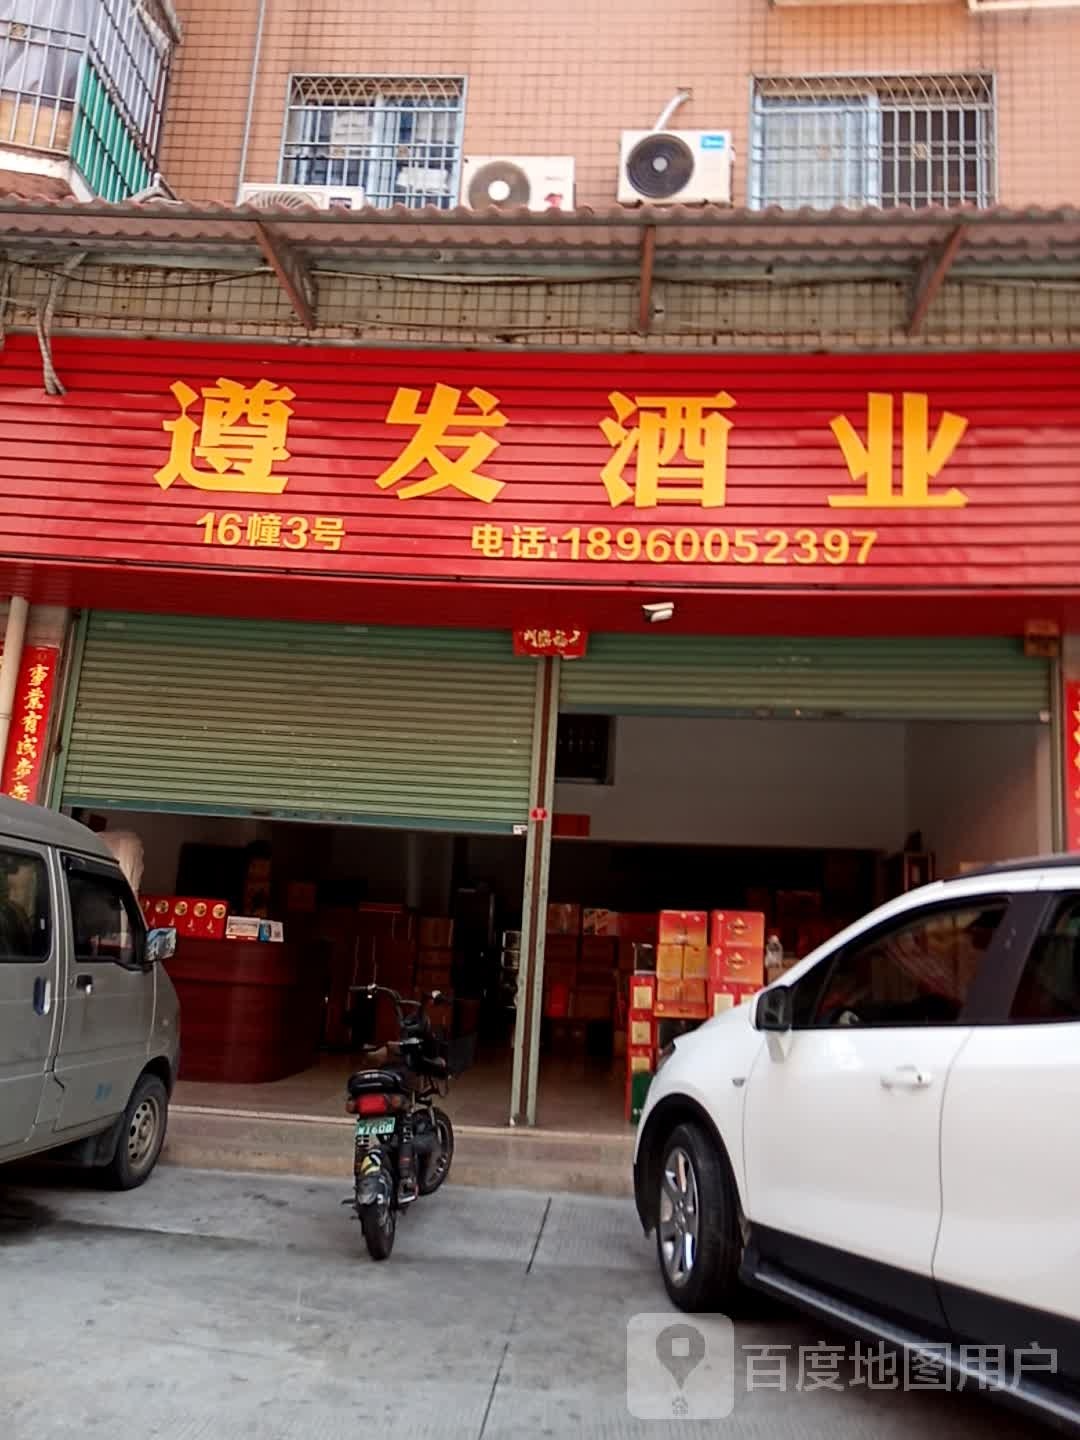 遵发酒业
16幢3号
电话:18960052397
事業有成步步
百度地图用户